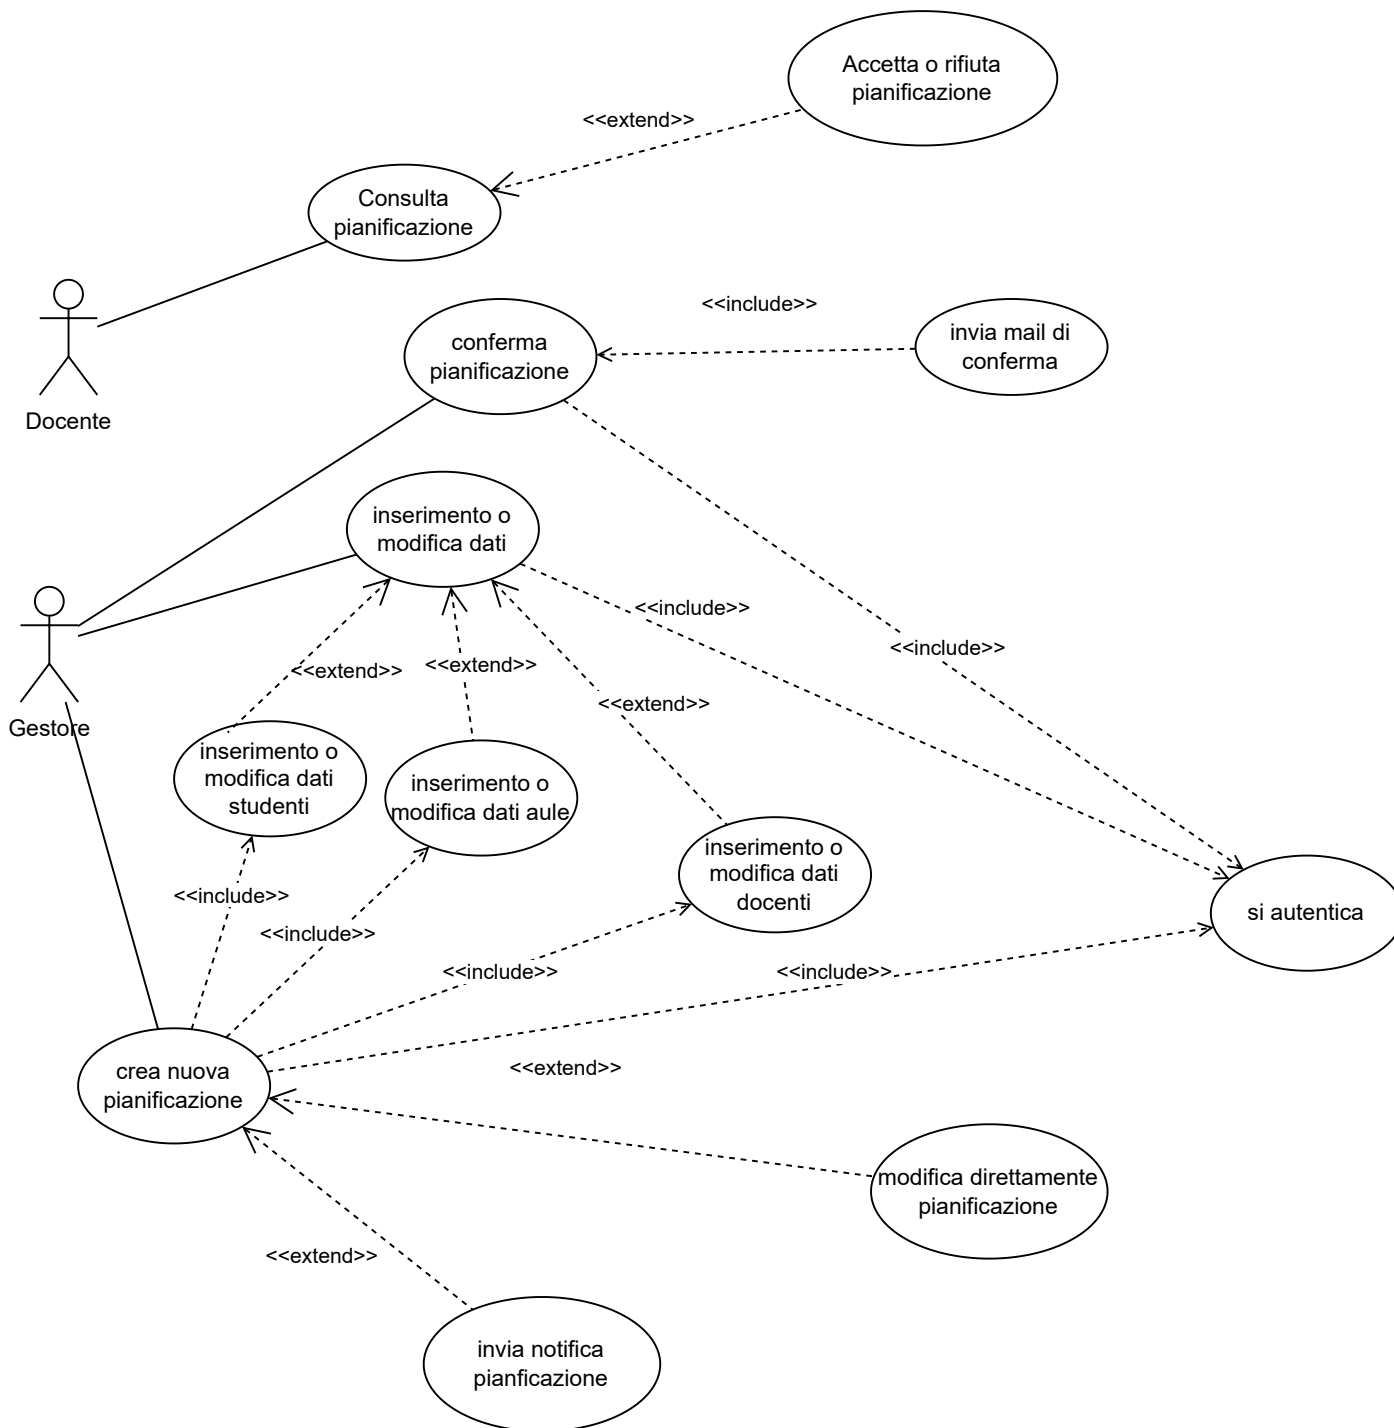 Accetta o rifiuta
pianificazione
<<extend>>
Consulta
pianificazione
Docente
<<include>>
conferma
pianificazione
invia mail di
conferma
inserimento o
modifica dati
<<include>>
<<include>>
<<extend>>
<<extend>>
<<extend>>
Gestore
inserimento o
modifica dati
studenti
inserimento o
modifica dati aule
inserimento o
modifica dati
docenti
<<include>>
<<include>>
<<include>>
<<include>>
si autentica
crea nuova
pianificazione
<<extend>>
modifica direttamente
pianificazione
<<extend>>
invia notifica
pianficazione